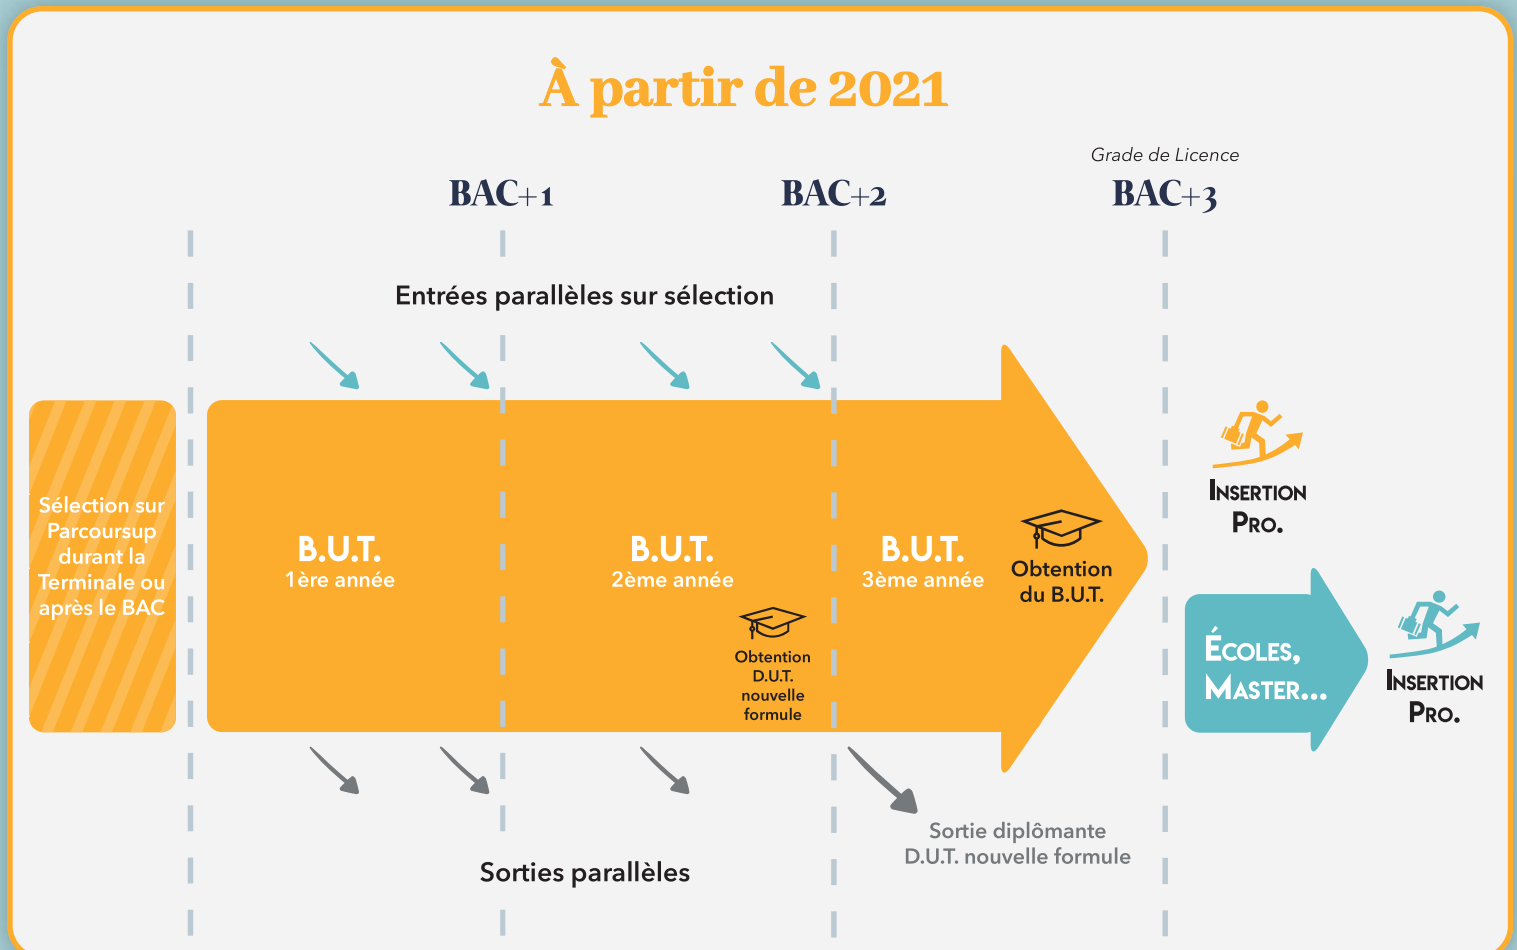 À partir de 2021
Grade de Licence
BAC+1
BAC+2
BAC+3
Entrées parallèles sur sélection
Sélection sur
Parcoursup
durant la
Terminale ou
après le BAC
B.U.T.
1ère année
B.U.T.
2ème année
Obtention
D.U.T.
nouvelle
formule
B.U.T.
3ème année
Obtention
du B.U.T.
INSERTION
PRO.
ÉCOLES,
MASTER...
INSERTION
PRO.
Sortie diplômante
D.U.T. nouvelle formule
Sorties parallèles